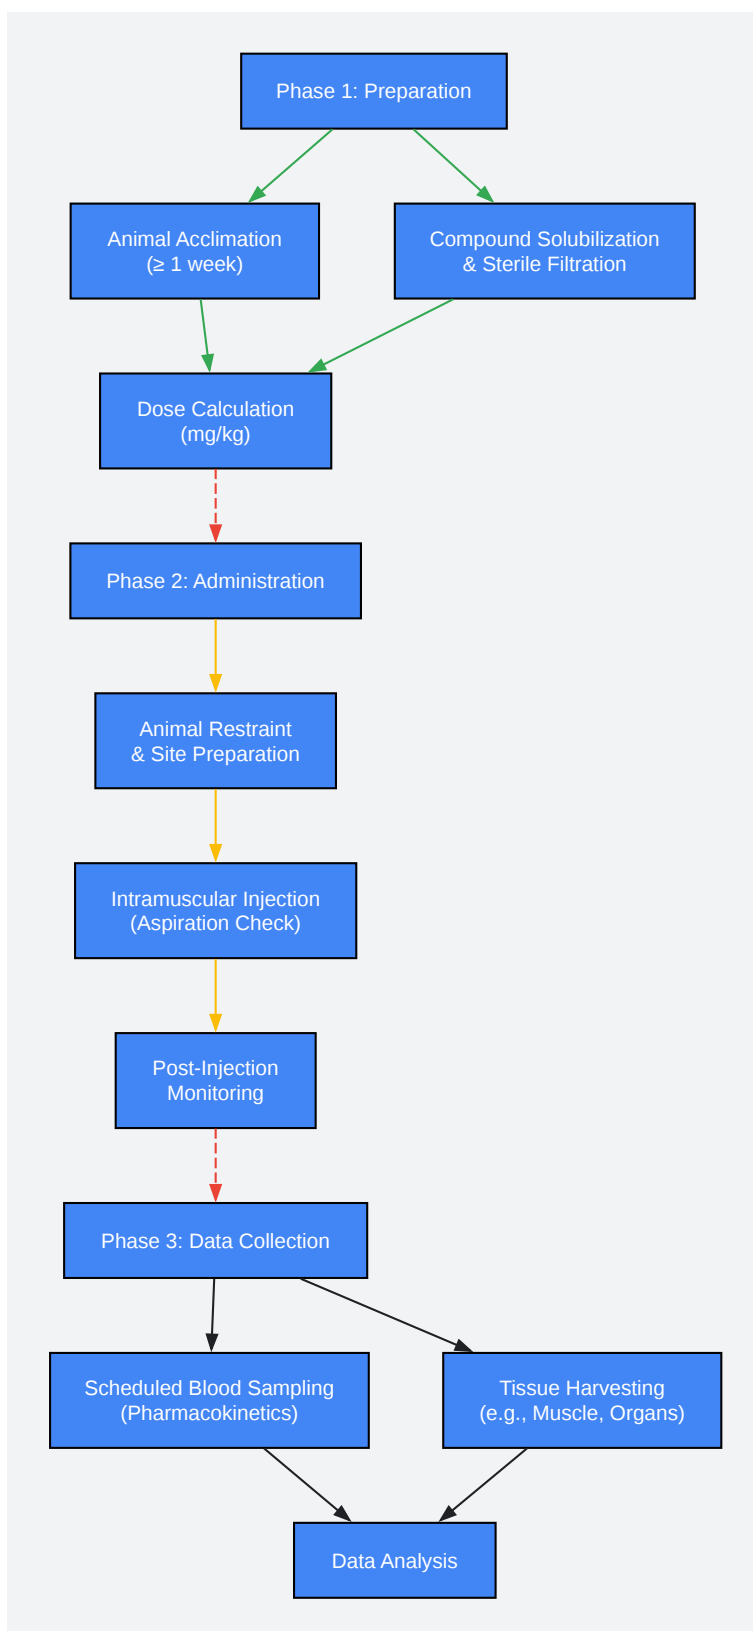 Phase 1: Preparation
Animal Acclimation
(≥ 1 week)
Compound Solubilization
& Sterile Filtration
Dose Calculation
(mg/kg)
Phase 2: Administration
Animal Restraint
& Site Preparation
Intramuscular Injection
(Aspiration Check)
Post-Injection
Monitoring
Phase 3: Data Collection
Scheduled Blood Sampling
(Pharmacokinetics)
Tissue Harvesting
(e.g., Muscle, Organs)
Data Analysis